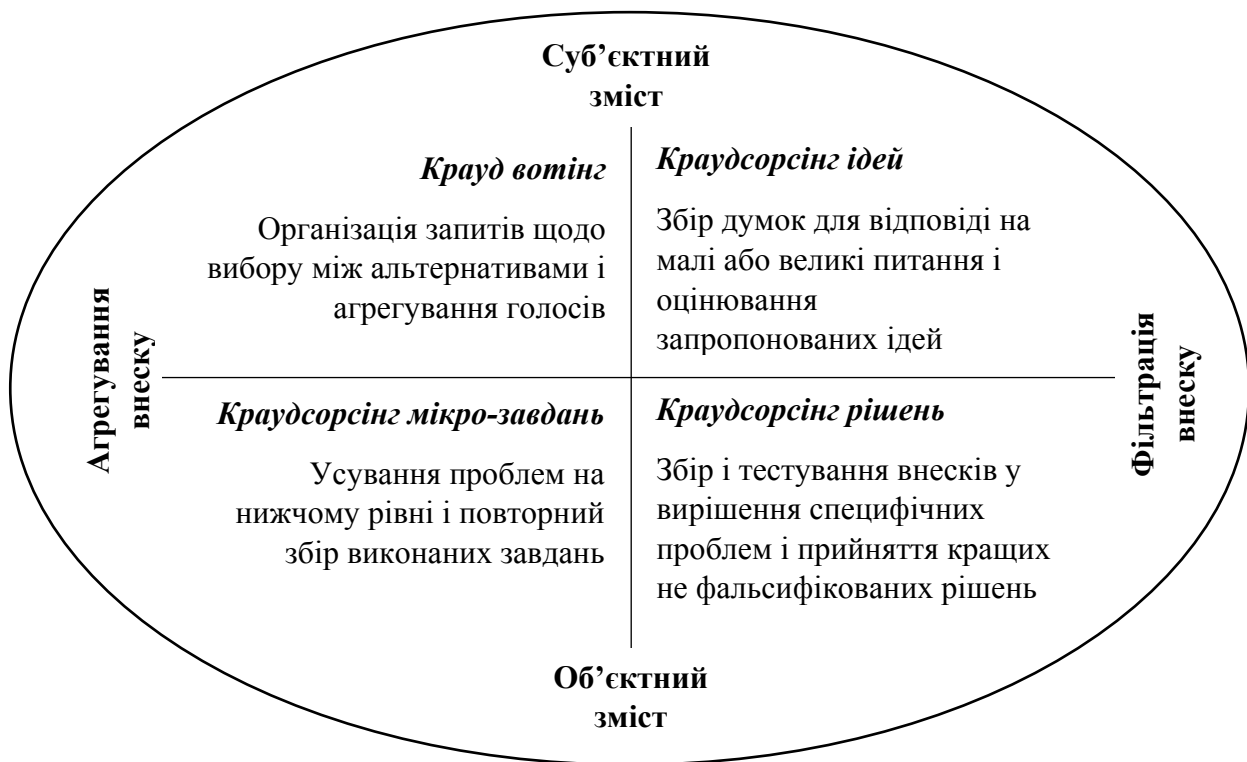 Суб’єктний
зміст
Крауд вотінг
Організація запитів щодо
вибору між альтернативами і
агрегування голосів
Краудсорсінг ідей
Збір думок для відповіді на
малі або великі питання і
оцінювання
запропонованих ідей
Агрегування
внеску
Фільтрація
внеску
Краудсорсінг мікро-завдань
Усування проблем на
нижчому рівні і повторний
збір виконаних завдань
Краудсорсінг рішень
Збір і тестування внесків у
вирішення специфічних
проблем і прийняття кращих
не фальсифікованих рішень
Об’єктний
зміст